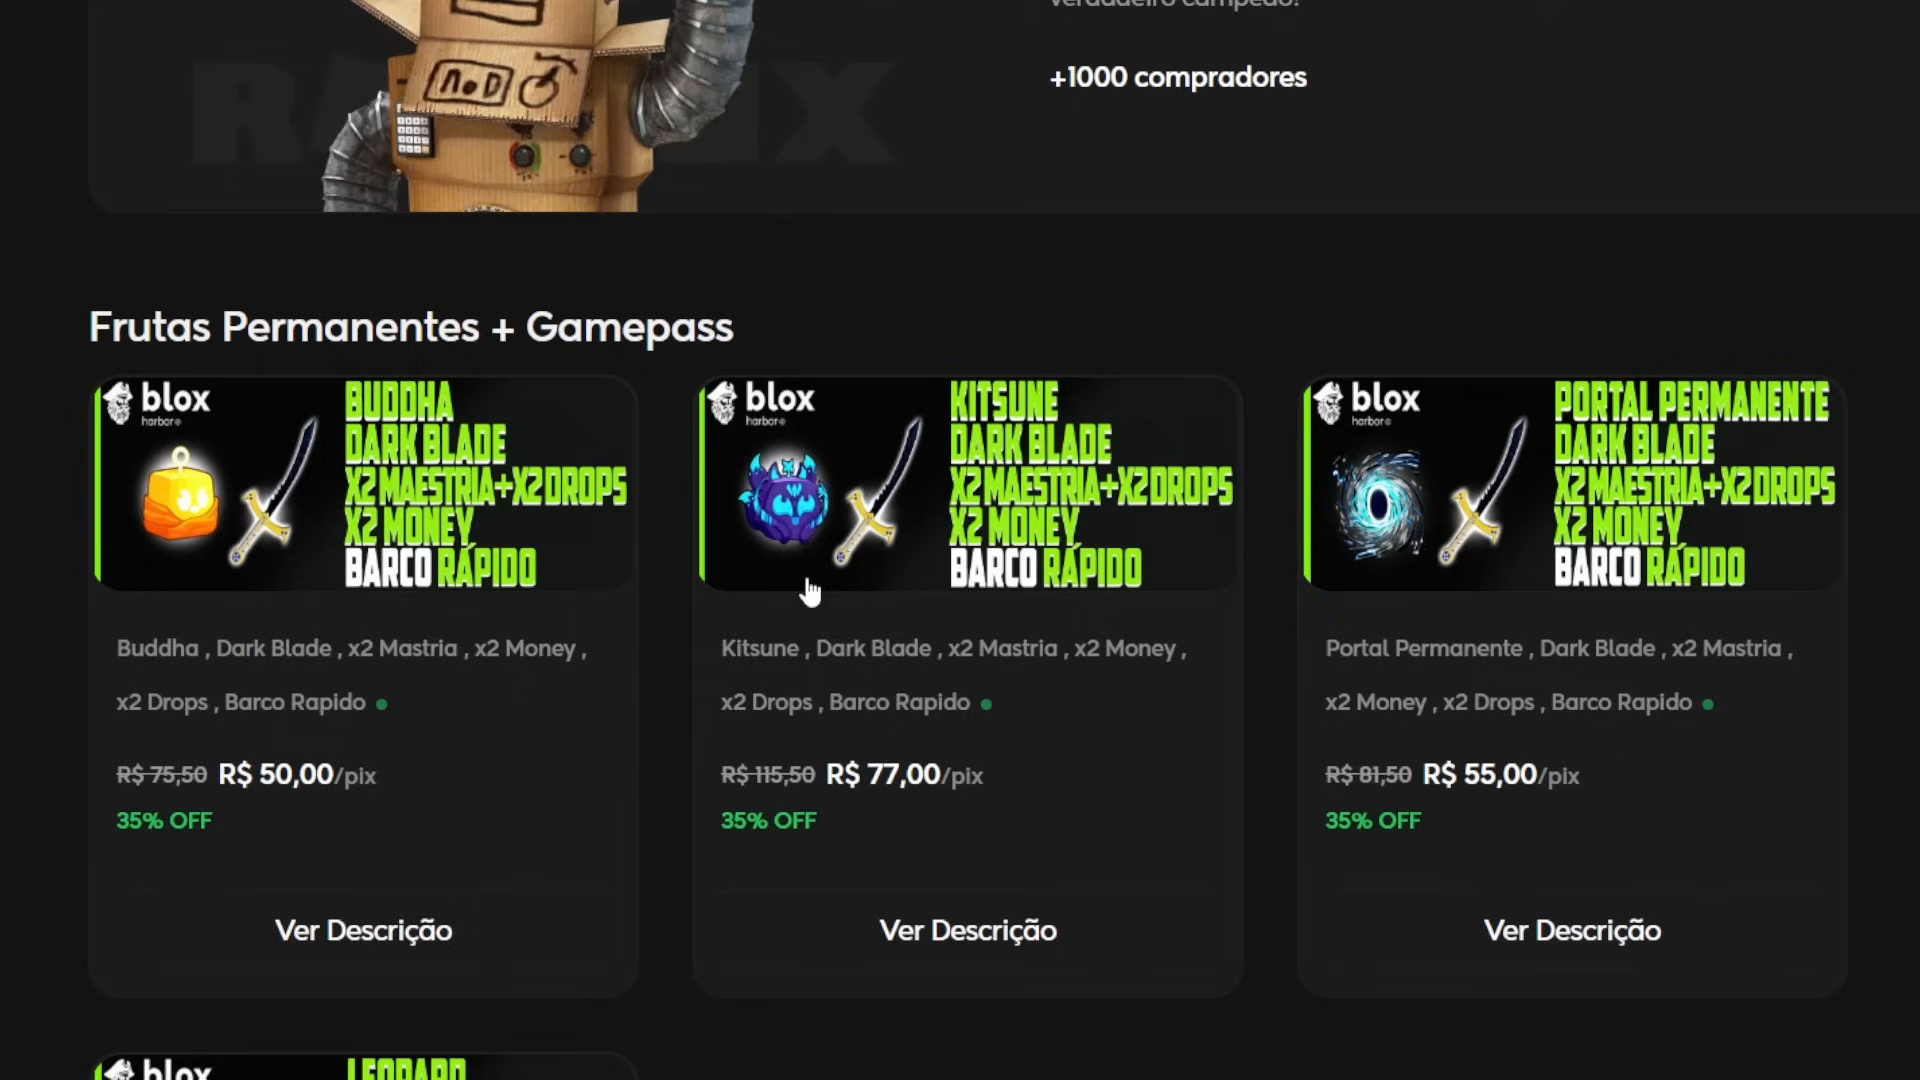 verdadeiro campeão!
+1000 compradores
Frutas Permanentes + Gamepass
blox
harbor®
BUDDHA
DARK BLADE
X2 MAESTRIA+X2 DROPS
X2 MONEY
BARCO RÁPIDO
Buddha , Dark Blade , x2 Mastria , x2 Money ,
x2 Drops , Barco Rapido
R$ 75,50 R$ 50,00/pix
35% OFF
Ver Descrição
blox
harbor®
KITSUNE
DARK BLADE
X2 MAESTRIA+X2 DROPS
X2 MONEY
BARCO RÁPIDO
Kitsune , Dark Blade , x2 Mastria , x2 Money ,
x2 Drops , Barco Rapido
R$ 115,50 R$ 77,00/pix
35% OFF
Ver Descrição
blox
harbor®
PORTAL PERMANENTE
DARK BLADE
X2 MAESTRIA+X2 DROPS
X2 MONEY
BARCO RÁPIDO
Portal Permanente , Dark Blade , x2 Mastria ,
x2 Money , x2 Drops , Barco Rapido
R$ 81,50 R$ 55,00/pix
35% OFF
Ver Descrição
blox
LEOPARD